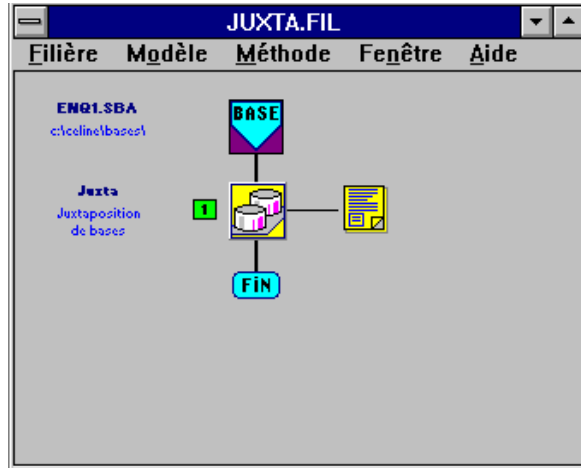 JUXTA.FIL
Filière Modèle Méthode Fenêtre Aide
ENQ1.SBA
c:\celine\bases\
BASE
Juxta
Juxtaposition
de bases
1
FIN